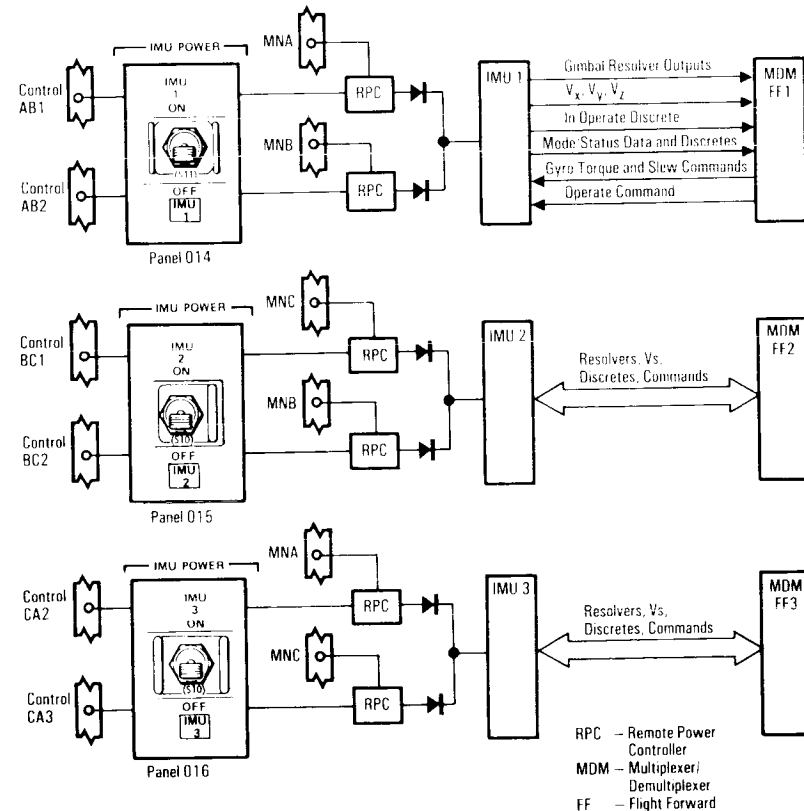 IMU POWER
MNA
Control
AB1
IMU
1
ON
RPC
(S11)
MNB
Control
AB2
OFF
IMU
1
RPC
Panel 014
IMU 1
Gimbal Resolver Outputs
Vx, Vy, Vz
In Operate Discrete
Mode Status Data and Discretes
Gyro Torque and Slew Commands
Operate Command
MDM
FF1
IMU POWER
MNC
Control
BC1
IMU
2
ON
RPC
(S10)
MNB
Control
BC2
OFF
IMU
2
RPC
Panel 015
IMU 2
Resolvers, Vs,
Discretes, Commands
MDM
FF2
IMU POWER
MNA
Control
CA2
IMU
3
ON
RPC
(S10)
MNC
Control
CA3
OFF
IMU
3
RPC
Panel 016
IMU 3
Resolvers, Vs,
Discretes, Commands
MDM
FF3
RPC – Remote Power
Controller
MDM – Multiplexer/
Demultiplexer
FF – Flight Forward